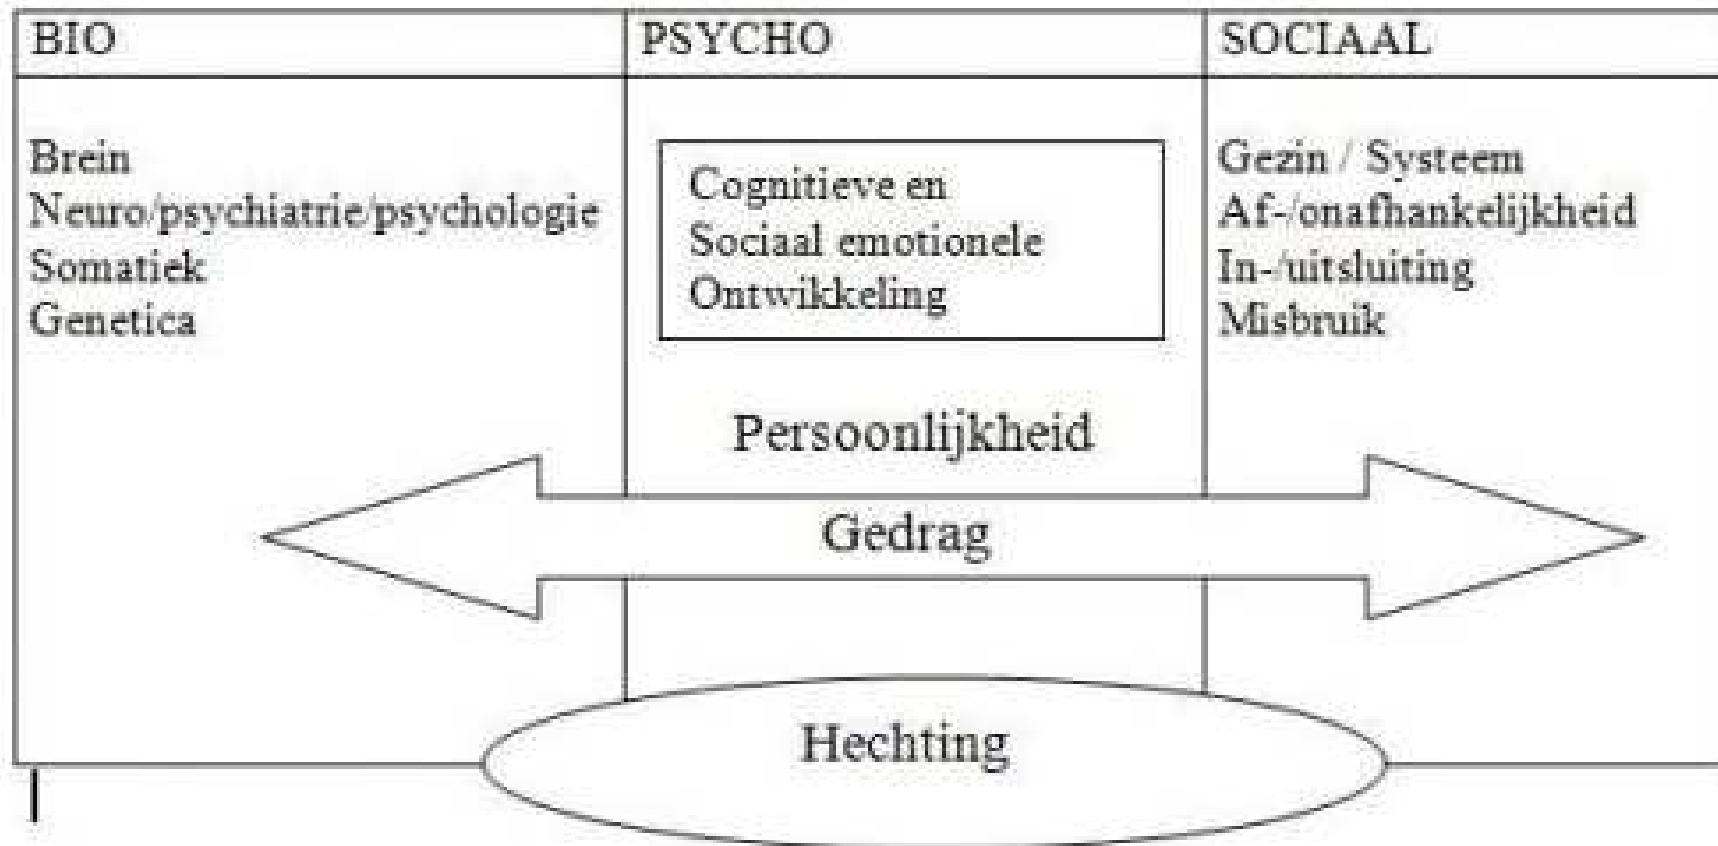 BIO
PSYCHO
SOCIAAL
Brein
Neuro/psychiatrie/psychologie
Somatiek
Genetica
Cognitieve en
Sociaal emotionele
Ontwikkeling
Persoonlijkheid
Gezin / Systeem
Af-/onafhankelijkheid
In-/uitsluiting
Misbruik
Gedrag
Hechting